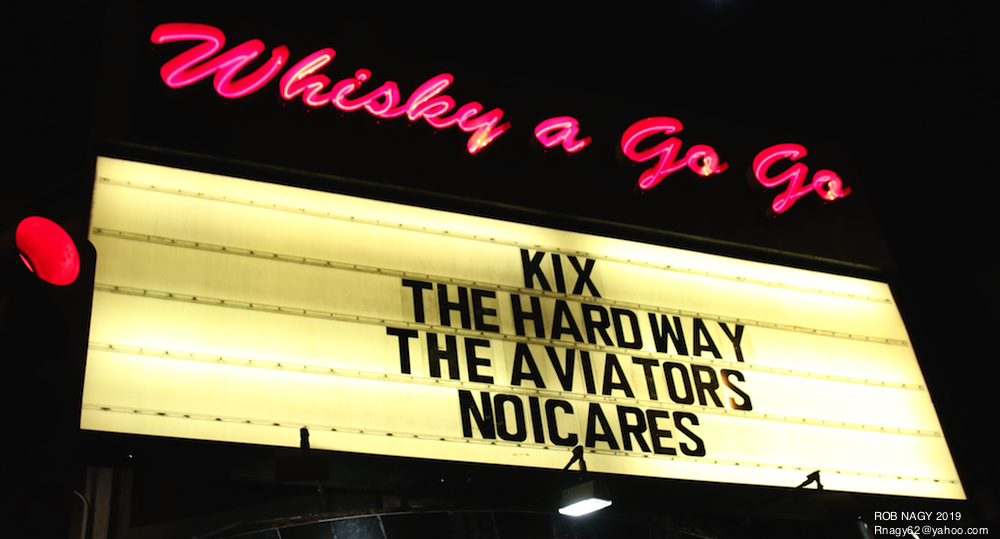 Whisky a Go Go
KIX
THE HARD WAY
THE AVIATORS
NOICARES
ROB NAGY 2019
Rnagy62@yahoo.com